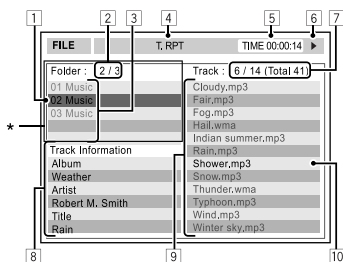 1 2 3 4 5 6 7
FILE T. RPT TIME 00:00:14
Folder : 2 / 3 Track : 6 / 14 (Total 41)
01 Music
02 Music
03 Music
*
Track Information
Album
Weather
Artist
Robert M. Smith
Title
Rain
Cloudy.mp3
Fair.mp3
Fog.mp3
Hail.wma
Indian summer.mp3
Rain.mp3
Shower.mp3
Snow.mp3
Thunder.wma
Typhoon.mp3
Wind.mp3
Winter sky.mp3
8 9 10